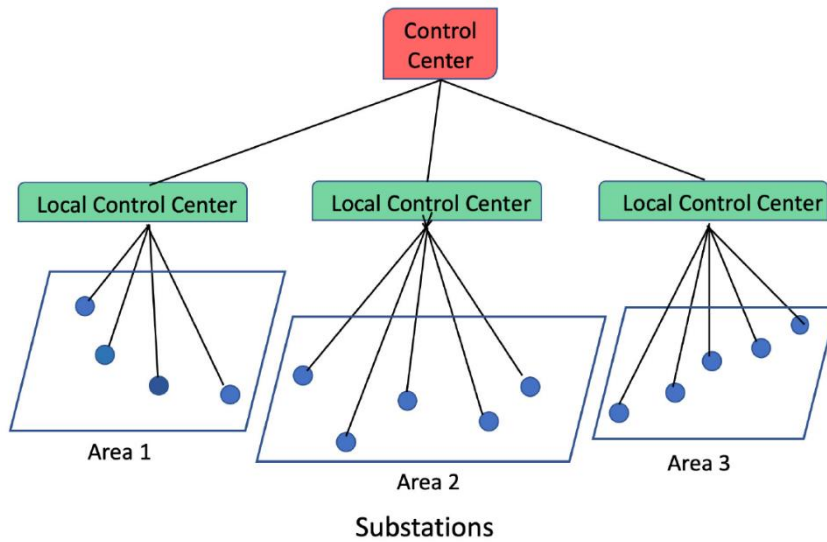 Control
Center
Local Control Center
Local Control Center
Local Control Center
Area 1
Area 2
Area 3
Substations